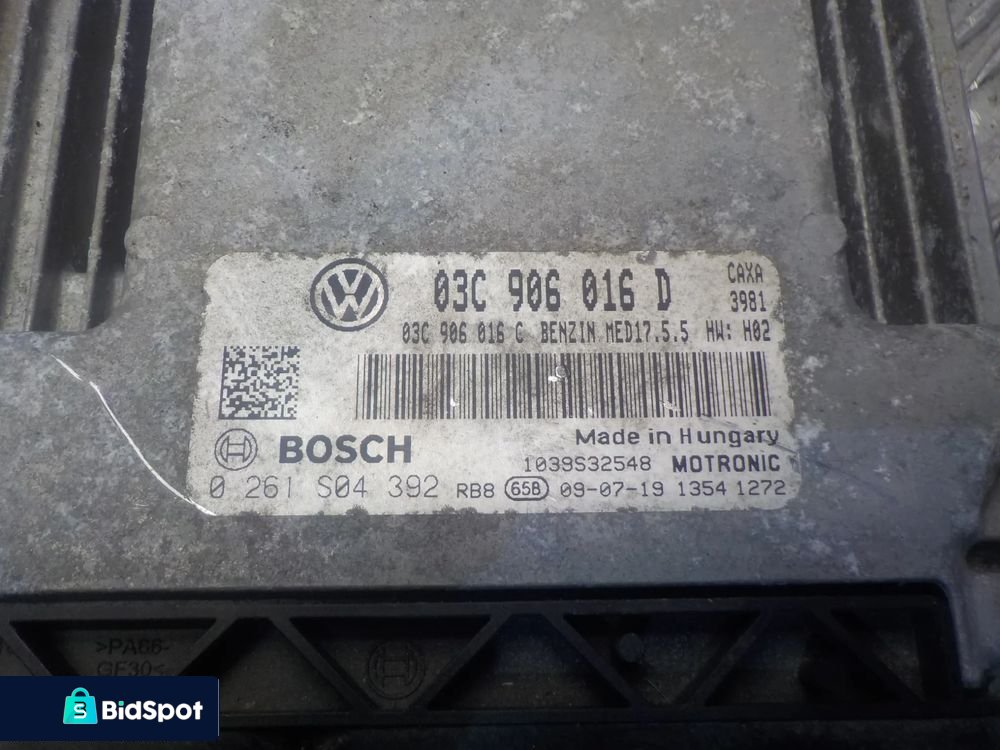 03C 906 016 D
CAXA
3981
03C 906 016 C BENZIN MED17.5.5 HW: H02
BOSCH
Made in Hungary
1039S32548 MOTRONIC
0 261 S04 392 RB8 65B 09-07-19 1354 1272
>PA66-
GF30<
BidSpot